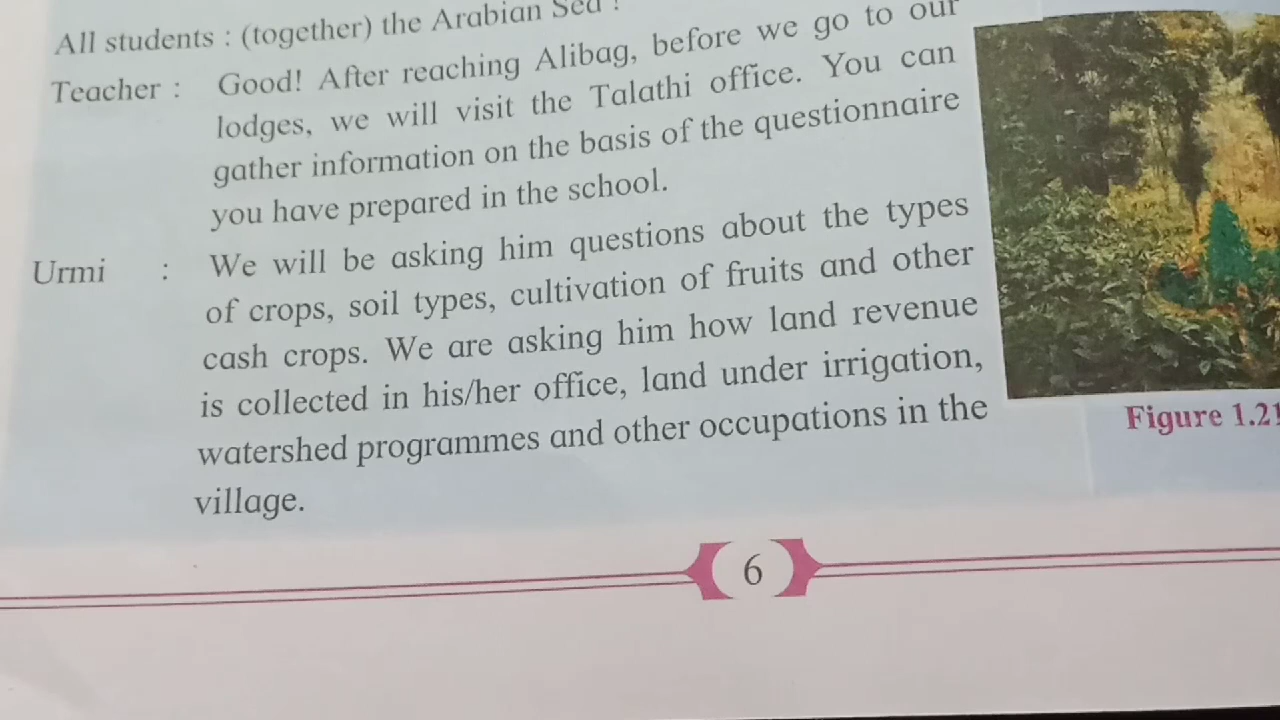 All students : (together) the Arabian Sea !
Teacher : Good! After reaching Alibag, before we go to our
lodges, we will visit the Talathi office. You can
gather information on the basis of the questionnaire
you have prepared in the school.
Urmi : We will be asking him questions about the types
of crops, soil types, cultivation of fruits and other
cash crops. We are asking him how land revenue
is collected in his/her office, land under irrigation,
watershed programmes and other occupations in the
village.
Figure 1.21
6